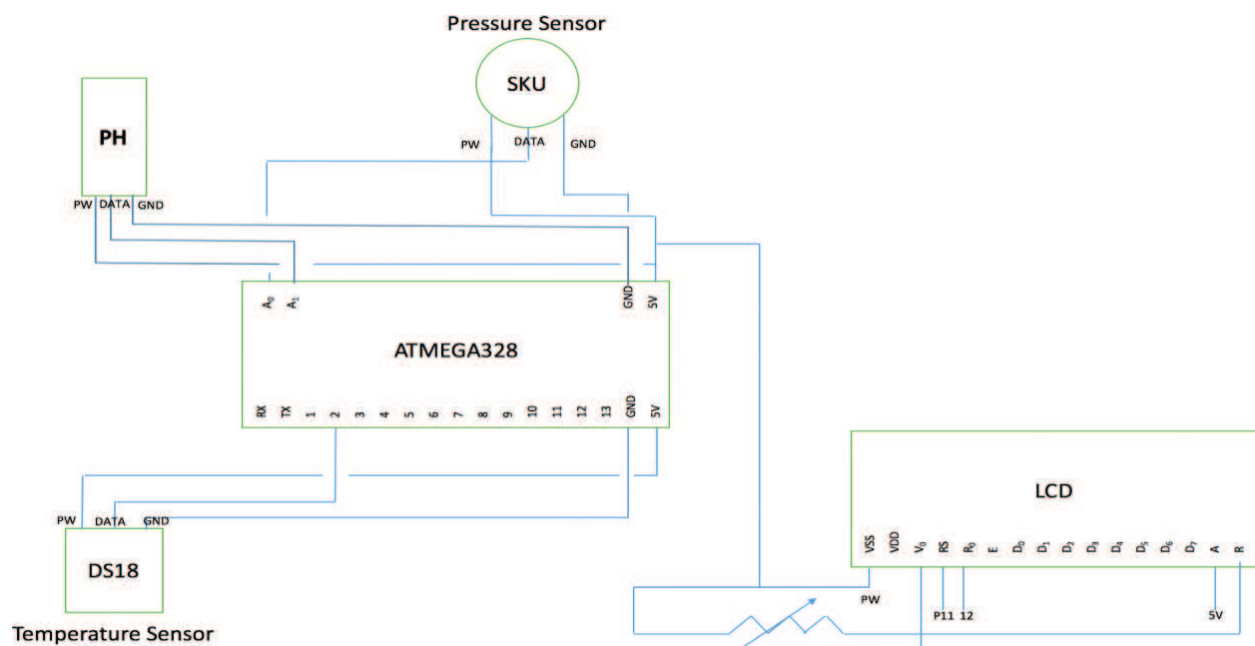 Pressure Sensor
SKU
PH
PW DATA GND
PW DATA GND
A₀ A₁ GND 5V
ATMEGA328
RX TX 1 2 3 4 5 6 7 8 9 10 11 12 13 GND 5V
LCD
VSS VDD V₀ RS R₀ E D₀ D₁ D₂ D₃ D₄ D₅ D₆ D₇ A R
PW DATA GND
DS18
PW
P11 12 5V
Temperature Sensor